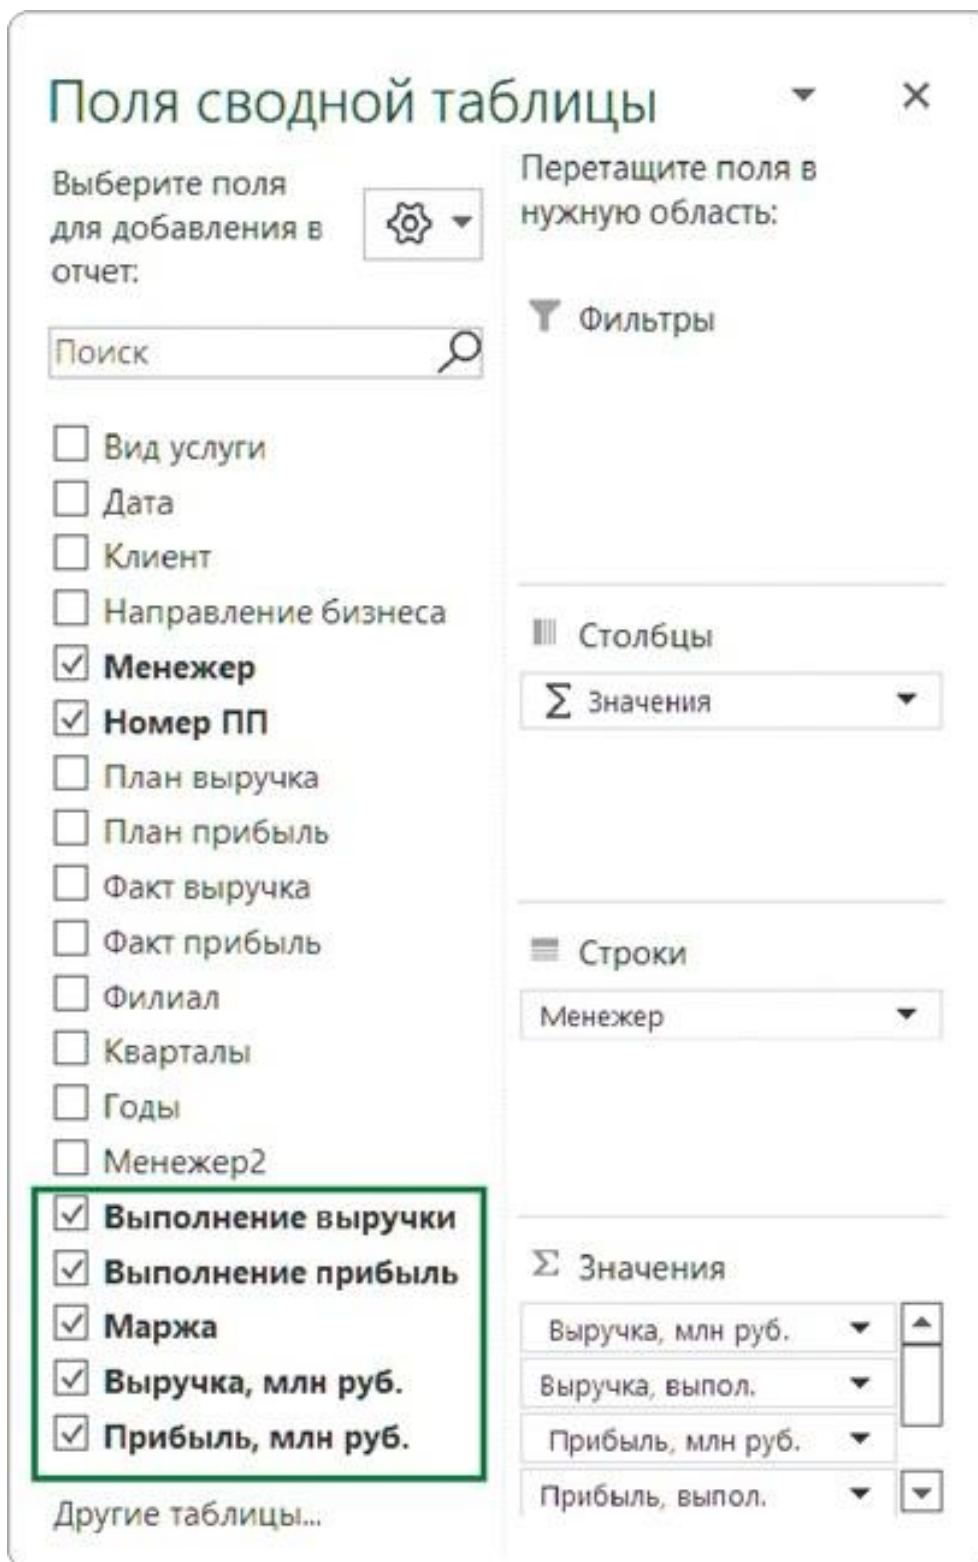 Поля сводной таблицы
Выберите поля
для добавления в
отчет:
Поиск
Вид услуги
Дата
Клиент
Направление бизнеса
Менежер
Номер ПП
План выручка
План прибыль
Факт выручка
Факт прибыль
Филиал
Кварталы
Годы
Менежер2
Выполнение выручки
Выполнение прибыль
Маржа
Выручка, млн руб.
Прибыль, млн руб.
Другие таблицы...
Перетащите поля в
нужную область:
Фильтры
Столбцы
Σ Значения
Строки
Менежер
Σ Значения
Выручка, млн руб.
Выручка, выпол.
Прибыль, млн руб.
Прибыль, выпол.